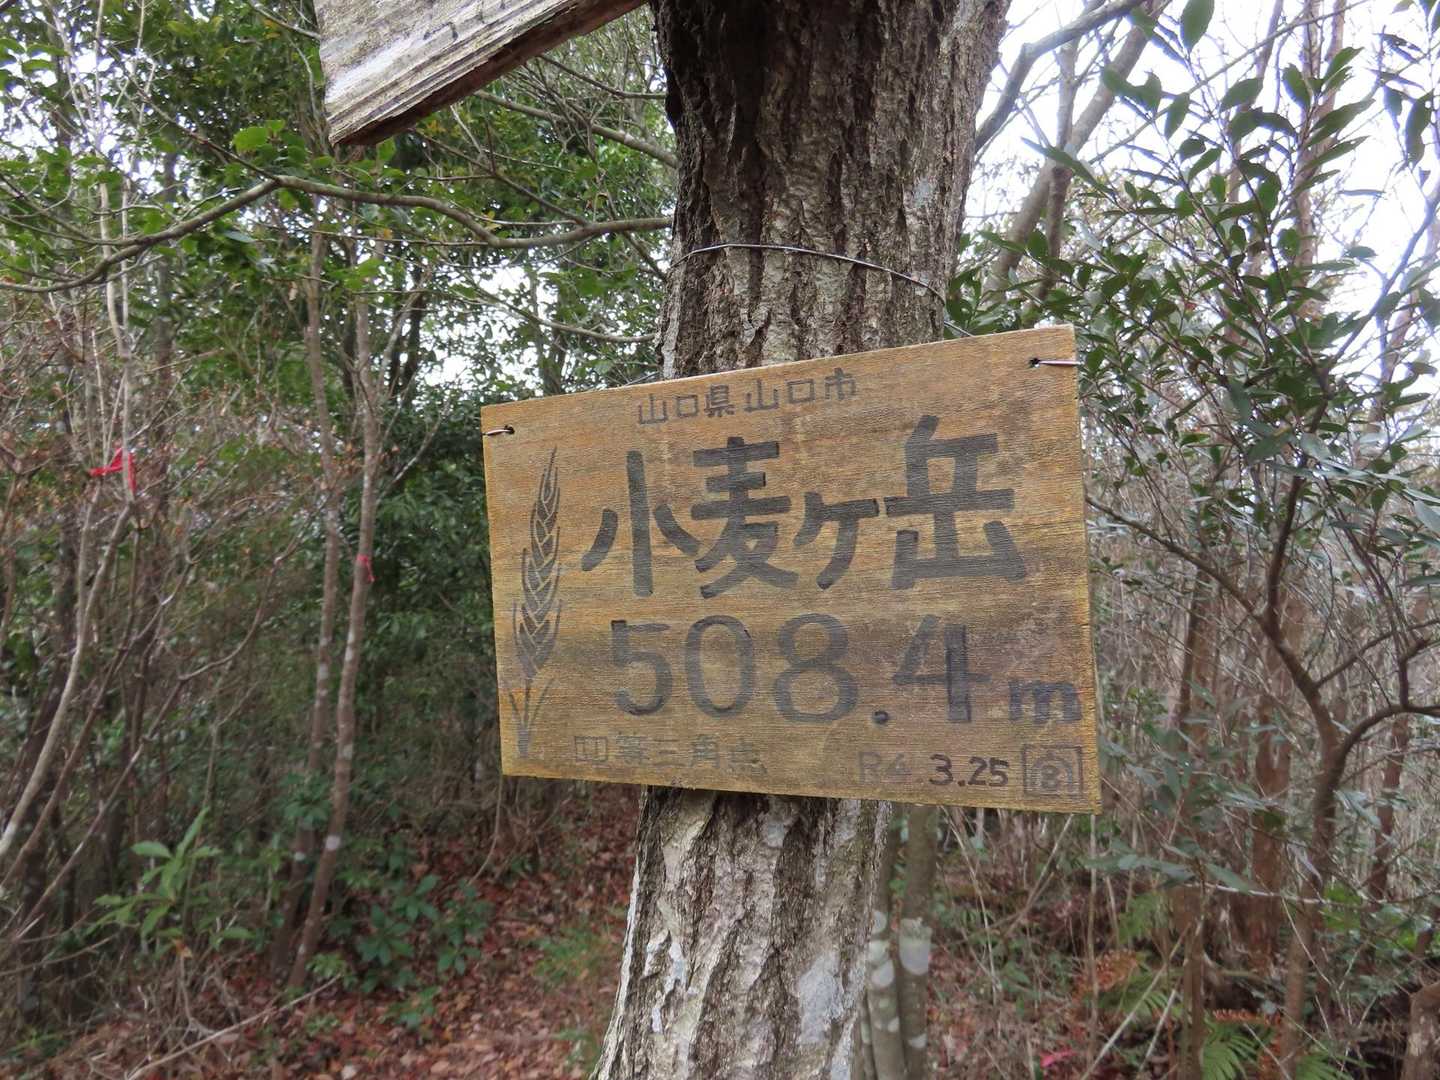 山口県山口市
小麦ヶ岳
508.4m
四等三角点 R4 3.25